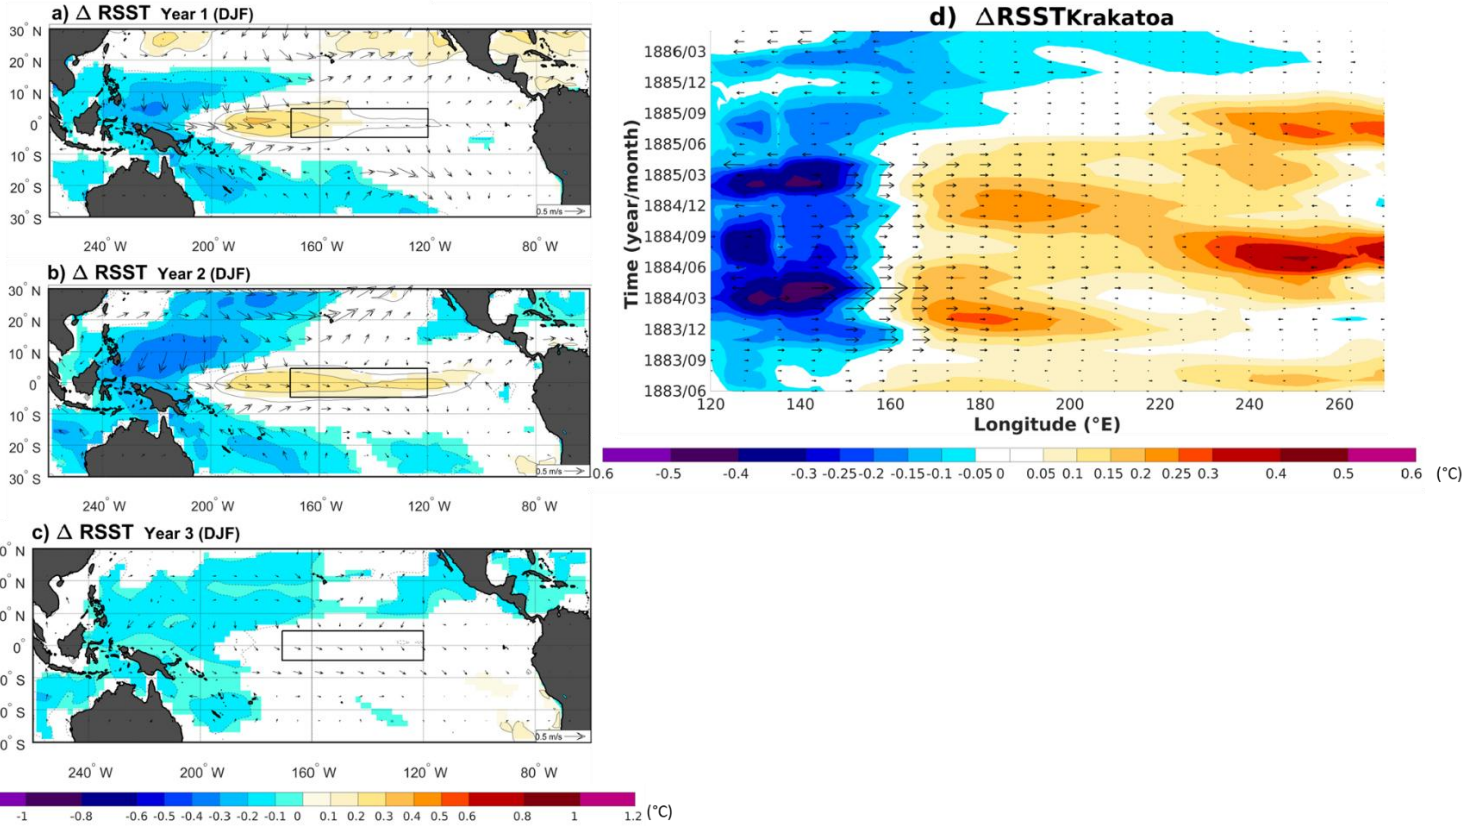 a) Δ RSST Year 1 (DJF)
30° N
20° N
10° N
0°
10° S
20° S
30° S
0.5 m/s
240° W 200° W 160° W 120° W 80° W
b) Δ RSST Year 2 (DJF)
30° N
20° N
10° N
0°
10° S
20° S
30° S
0.5 m/s
240° W 200° W 160° W 120° W 80° W
c) Δ RSST Year 3 (DJF)
0° N
0° N
0° N
0°
0° S
0° S
0° S
0.5 m/s
240° W 200° W 160° W 120° W 80° W
-1 -0.8 -0.6 -0.5 -0.4 -0.3 -0.2 -0.1 0 0.1 0.2 0.3 0.4 0.5 0.6 0.8 1 1.2 (°C)
d) ΔRSSTKrakatoa
Time (year/month)
1886/03
1885/12
1885/09
1885/06
1885/03
1884/12
1884/09
1884/06
1884/03
1883/12
1883/09
1883/06
120 140 160 180 200 220 240 260
Longitude (°E)
0.6 -0.5 -0.4 -0.3 -0.25 -0.2 -0.15 -0.1 -0.05 0 0.05 0.1 0.15 0.2 0.25 0.3 0.4 0.5 0.6 (°C)